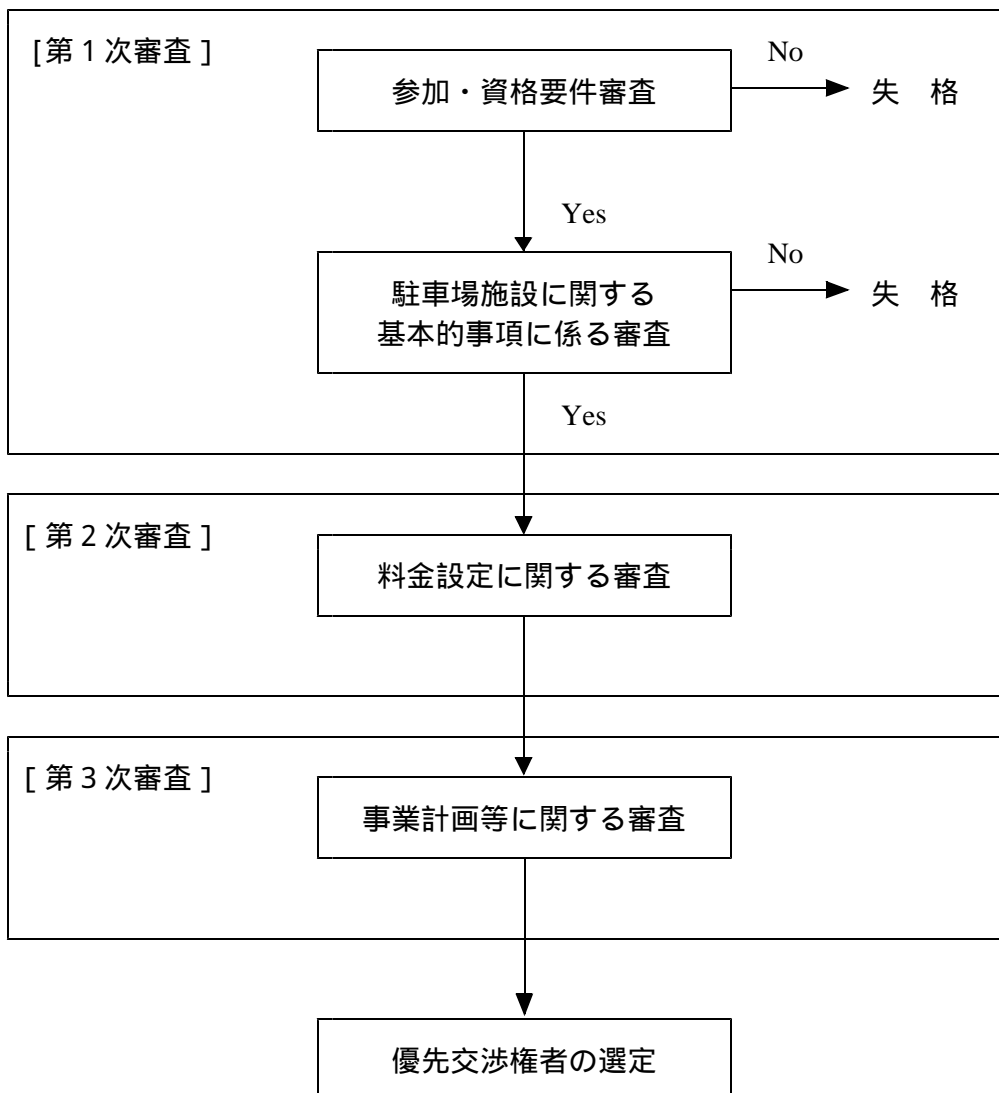 [第1次審査]
No
参加・資格要件審査
失 格
Yes
No
駐車場施設に関する
基本的事項に係る審査
失 格
Yes
[第2次審査]
料金設定に関する審査
[第3次審査]
事業計画等に関する審査
優先交渉権者の選定